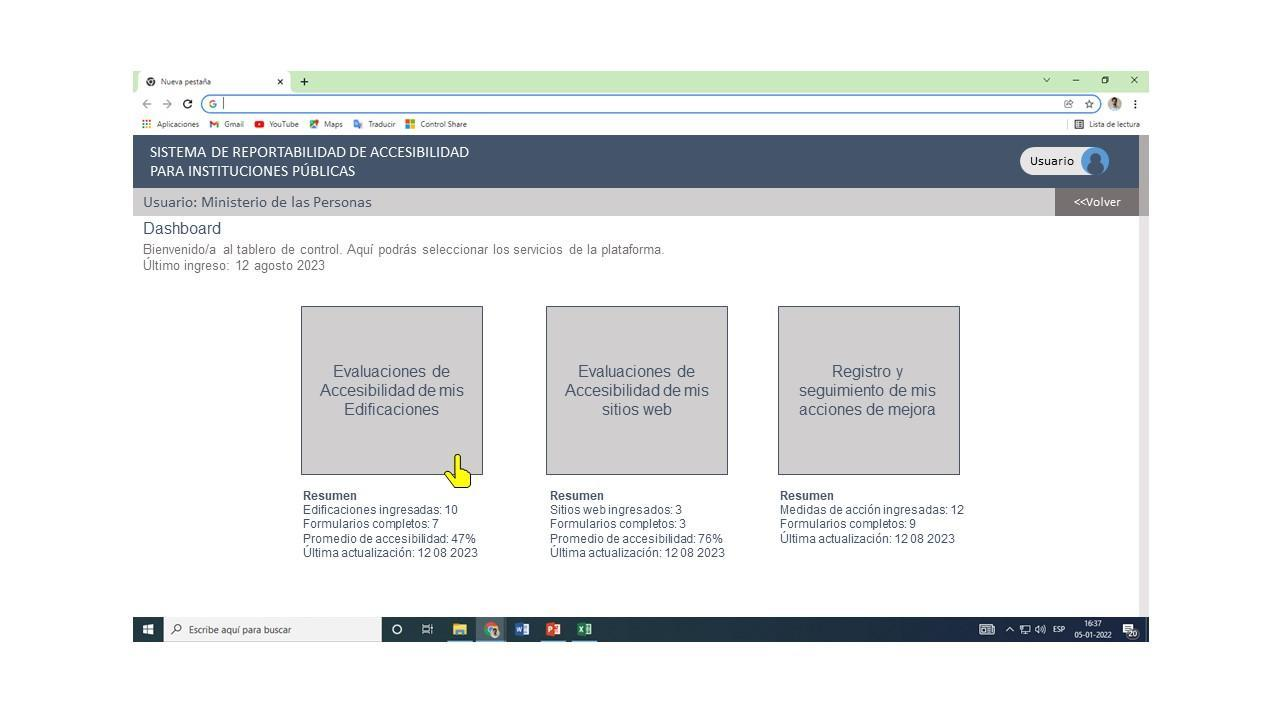 Nueva pestaña
Aplicaciones Gmail YouTube Maps Traducir Control Share Lista de lectura
SISTEMA DE REPORTABILIDAD DE ACCESIBILIDAD
PARA INSTITUCIONES PÚBLICAS
Usuario
Usuario: Ministerio de las Personas
<<Volver
Dashboard
Bienvenido/a al tablero de control. Aquí podrás seleccionar los servicios de la plataforma.
Último ingreso: 12 agosto 2023
Evaluaciones de
Accesibilidad de mis
Edificaciones
Resumen
Edificaciones ingresadas: 10
Formularios completos: 7
Promedio de accesibilidad: 47%
Última actualización: 12 08 2023
Evaluaciones de
Accesibilidad de mis
sitios web
Resumen
Sitios web ingresados: 3
Formularios completos: 3
Promedio de accesibilidad: 76%
Última actualización: 12 08 2023
Registro y
seguimiento de mis
acciones de mejora
Resumen
Medidas de acción ingresadas: 12
Formularios completos: 9
Última actualización: 12 08 2023
Escribe aquí para buscar
ESP
16:37
05-01-2022
20